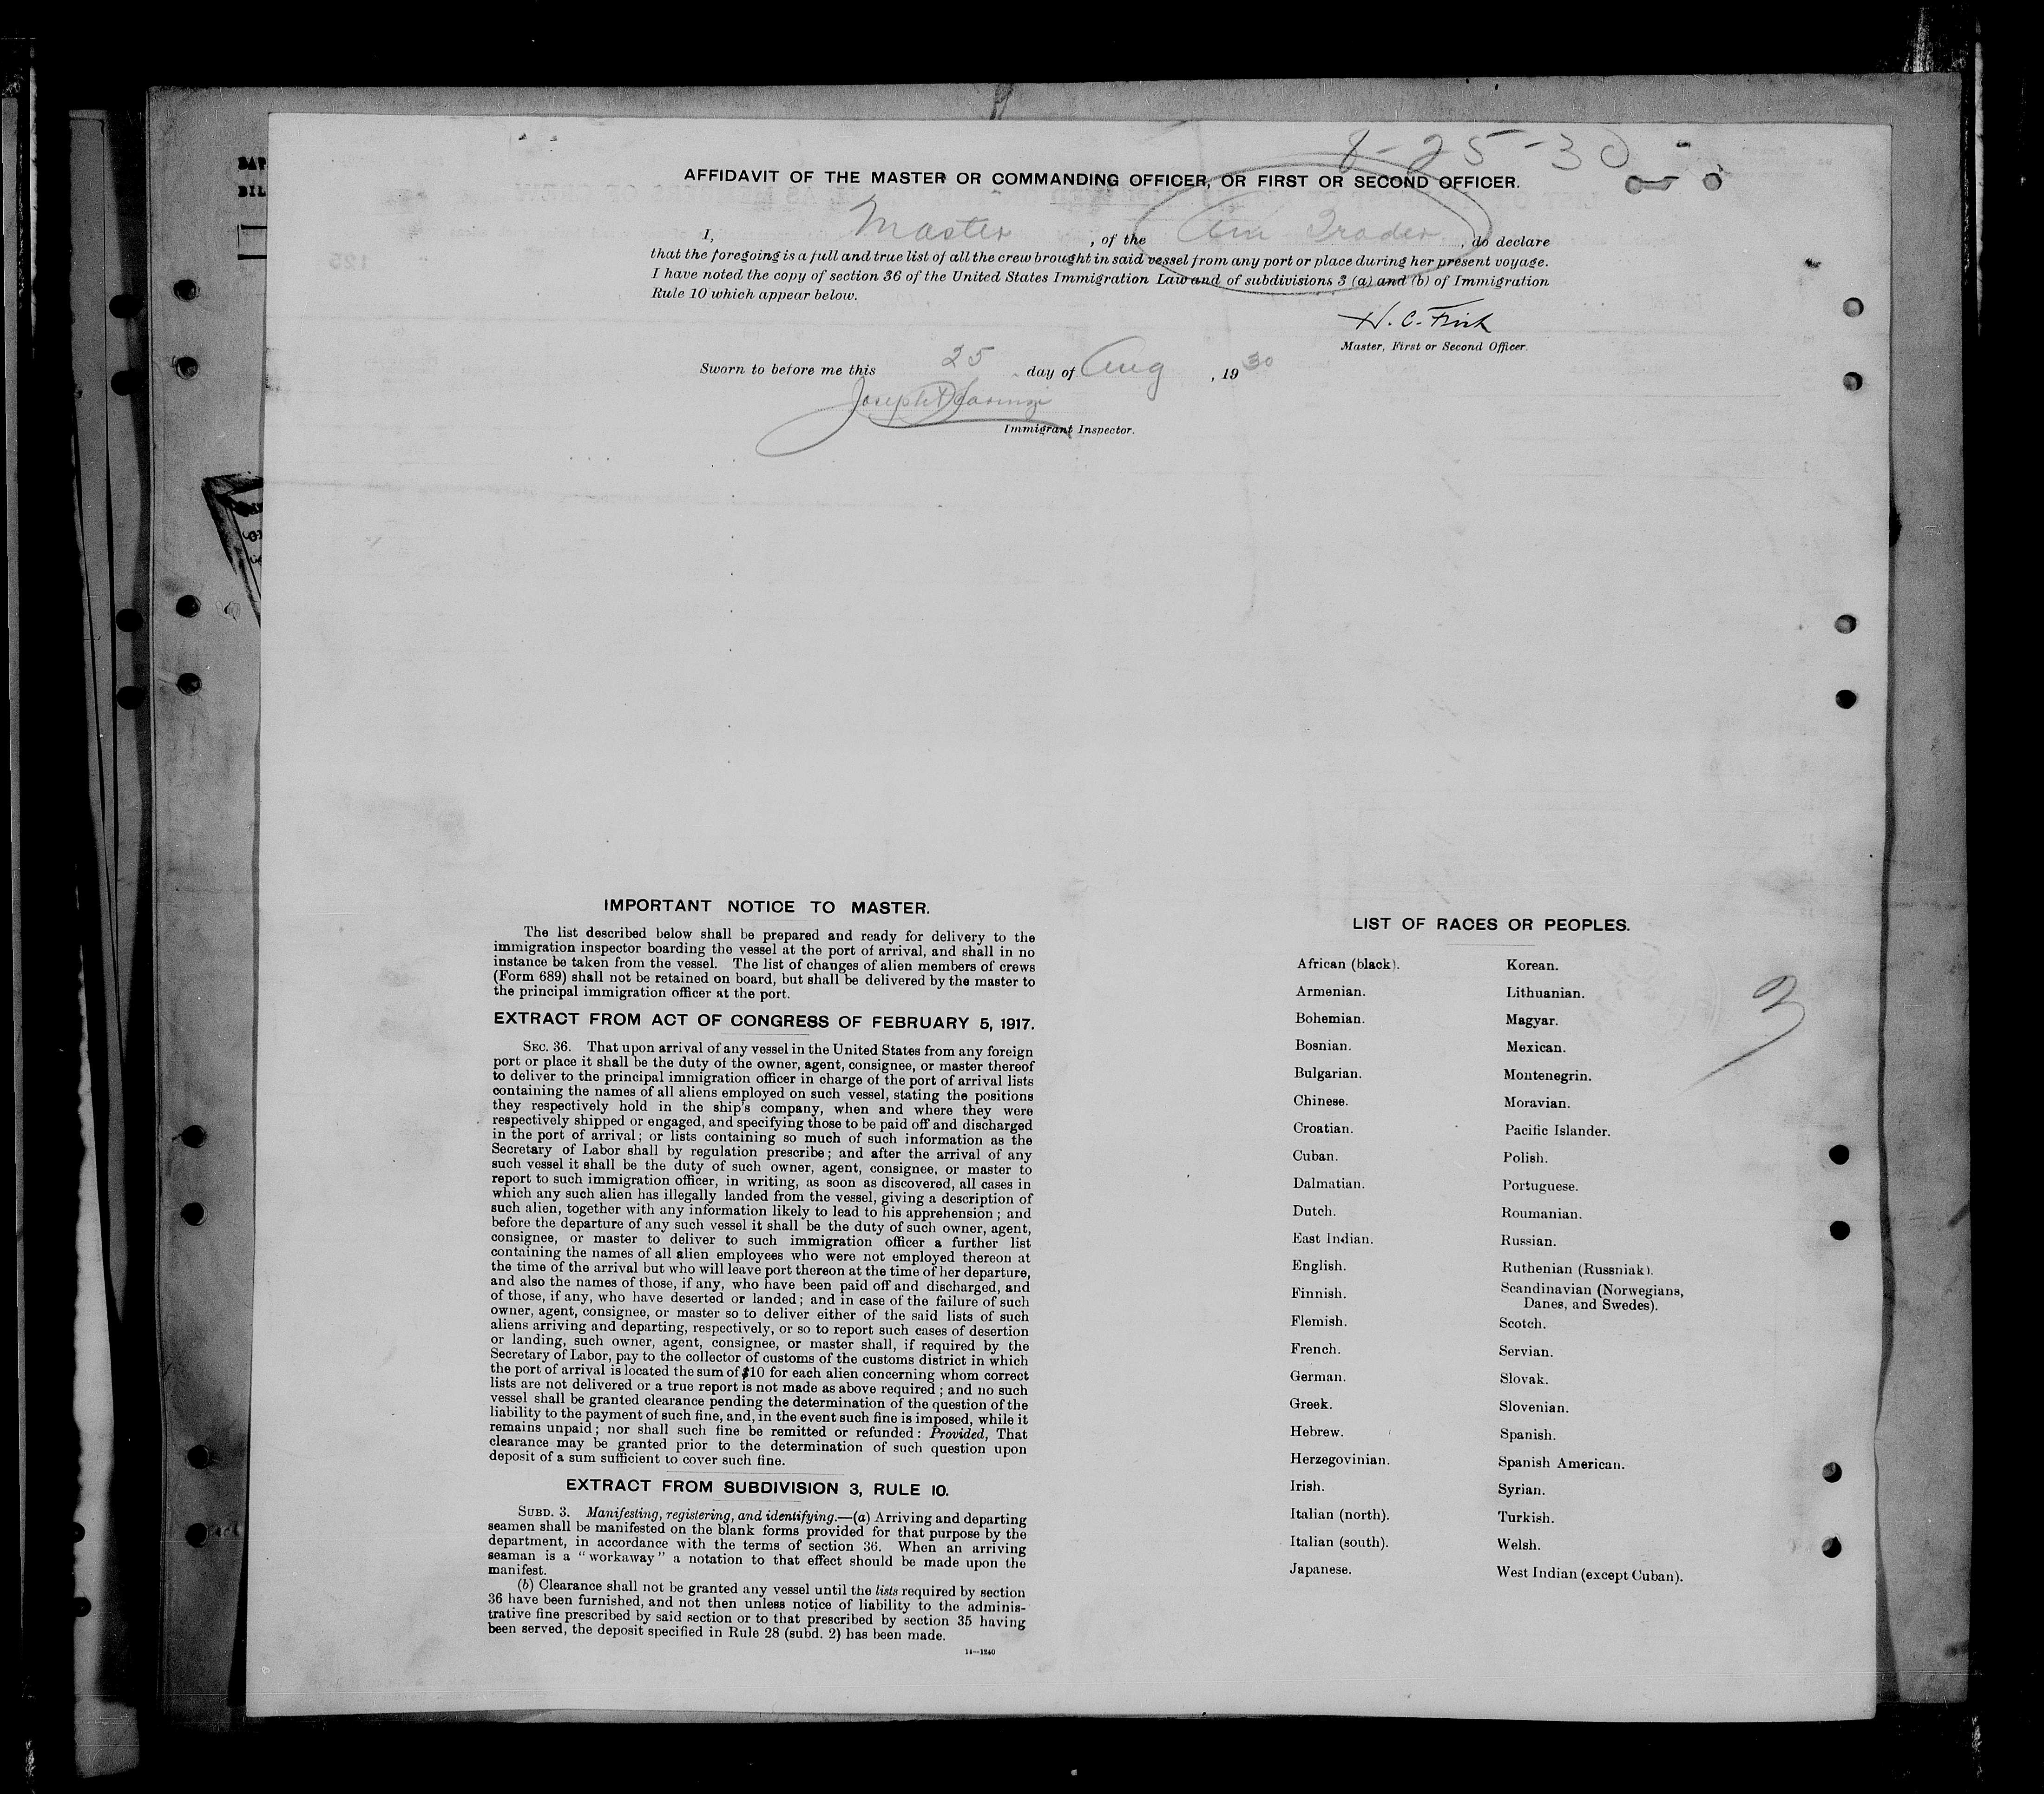 8-25-30
AFFIDAVIT OF THE MASTER OR COMMANDING OFFICER, OR FIRST OR SECOND OFFICER.
I, Master, of the Am Trader, do declare
that the foregoing is a full and true list of all the crew brought in said vessel from any port or place during her present voyage.
I have noted the copy of section 36 of the United States Immigration Law and of subdivisions 3 (a) and (b) of Immigration
Rule 10 which appear below.
H. C.
Master, First or Second Officer.
Sworn to before me this 25 day of Aug, 1930
Joseph
Immigrant Inspector.
IMPORTANT NOTICE TO MASTER.
The list described below shall be prepared and ready for delivery to the
immigration inspector boarding the vessel at the port of arrival, and shall in no
instance be taken from the vessel. The list of changes of alien members of crews
(Form 689) shall not be retained on board, but shall be delivered by the master to
the principal immigration officer at the port.
EXTRACT FROM ACT OF CONGRESS OF FEBRUARY 5, 1917.
SEC. 36. That upon arrival of any vessel in the United States from any foreign
port or place it shall be the duty of the owner, agent, consignee, or master thereof
to deliver to the principal immigration officer in charge of the port of arrival lists
containing the names of all aliens employed on such vessel, stating the positions
they respectively hold in the ship's company, when and where they were
respectively shipped or engaged, and specifying those to be paid off and discharged
in the port of arrival; or lists containing so much of such information as the
Secretary of Labor shall by regulation prescribe; and after the arrival of any
such vessel it shall be the duty of such owner, agent, consignee, or master to
report to such immigration officer, in writing, as soon as discovered, all cases in
which any such alien has illegally landed from the vessel, giving a description of
such alien, together with any information likely to lead to his apprehension; and
before the departure of any such vessel it shall be the duty of such owner, agent,
consignee, or master to deliver to such immigration officer a further list
containing the names of all alien employees who were not employed thereon at
the time of the arrival but who will leave port thereon at the time of her departure,
and also the names of those, if any, who have been paid off and discharged, and
of those, if any, who have deserted or landed; and in case of the failure of such
owner, agent, consignee, or master so to deliver either of the said lists of such
aliens arriving and departing, respectively, or so to report such cases of desertion
or landing, such owner, agent, consignee, or master shall, if required by the
Secretary of Labor, pay to the collector of customs of the customs district in which
the port of arrival is located the sum of $10 for each alien concerning whom correct
lists are not delivered or a true report is not made as above required; and no such
vessel shall be granted clearance pending the determination of the question of the
liability to the payment of such fine, and, in the event such fine is imposed, while it
remains unpaid; nor shall such fine be remitted or refunded: Provided, That
clearance may be granted prior to the determination of such question upon
deposit of a sum sufficient to cover such fine.
EXTRACT FROM SUBDIVISION 3, RULE 10.
SUBD. 3. Manifesting, registering, and identifying.—(a) Arriving and departing
seamen shall be manifested on the blank forms provided for that purpose by the
department, in accordance with the terms of section 36. When an arriving
seaman is a "workaway" a notation to that effect should be made upon the
manifest.
(b) Clearance shall not be granted any vessel until the lists required by section
36 have been furnished, and not then unless notice of liability to the adminis-
trative fine prescribed by said section or to that prescribed by section 35 having
been served, the deposit specified in Rule 28 (subd. 2) has been made.
14—1240
LIST OF RACES OR PEOPLES.
African (black).
Armenian.
Bohemian.
Bosnian.
Bulgarian.
Chinese.
Croatian.
Cuban.
Dalmatian.
Dutch.
East Indian.
English.
Finnish.
Flemish.
French.
German.
Greek.
Hebrew.
Herzegovinian.
Irish.
Italian (north).
Italian (south).
Japanese.
Korean.
Lithuanian.
Magyar.
Mexican.
Montenegrin.
Moravian.
Pacific Islander.
Polish.
Portuguese.
Roumanian.
Russian.
Ruthenian (Russniak).
Scandinavian (Norwegians,
Danes, and Swedes).
Scotch.
Servian.
Slovak.
Slovenian.
Spanish.
Spanish American.
Syrian.
Turkish.
Welsh.
West Indian (except Cuban).
3